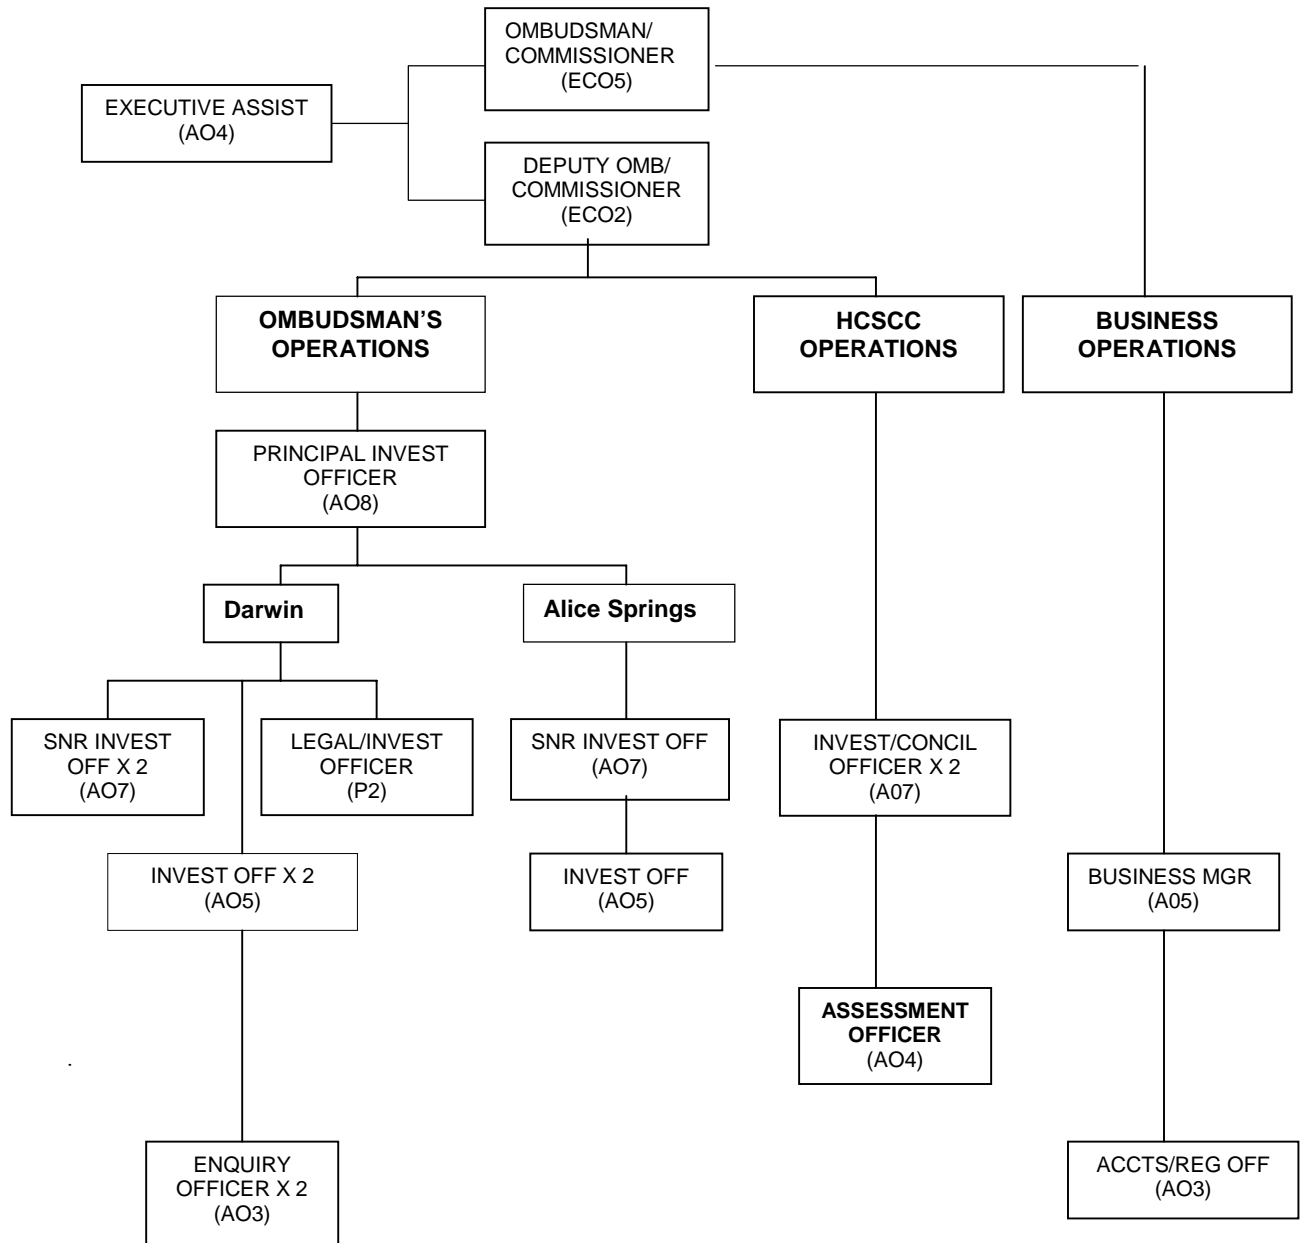 OMBUDSMAN/
COMMISSIONER
(ECO5)
EXECUTIVE ASSIST
(AO4)
DEPUTY OMB/
COMMISSIONER
(ECO2)
OMBUDSMAN’S
OPERATIONS
HCSCC
OPERATIONS
BUSINESS
OPERATIONS
PRINCIPAL INVEST
OFFICER
(AO8)
Darwin
Alice Springs
SNR INVEST
OFF X 2
(AO7)
LEGAL/INVEST
OFFICER
(P2)
SNR INVEST OFF
(AO7)
INVEST/CONCIL
OFFICER X 2
(A07)
INVEST OFF X 2
(AO5)
INVEST OFF
(AO5)
BUSINESS MGR
(A05)
ASSESSMENT
OFFICER
(AO4)
.
ENQUIRY
OFFICER X 2
(AO3)
ACCTS/REG OFF
(AO3)